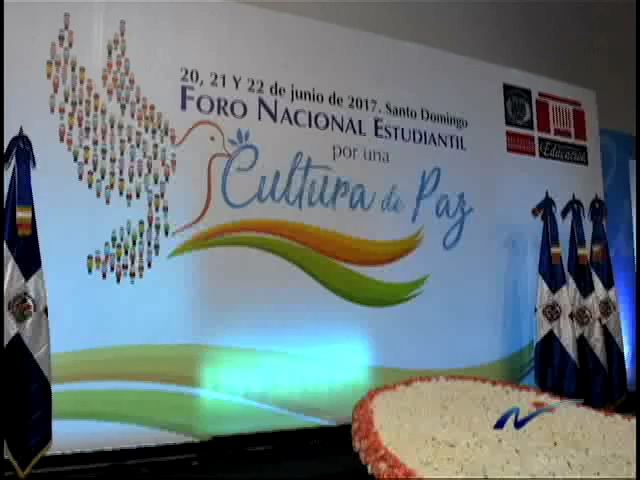 20, 21 Y 22 de junio de 2017. Santo Domingo
FORO NACIONAL ESTUDIANTIL
por una
Cultura de Paz
Educación